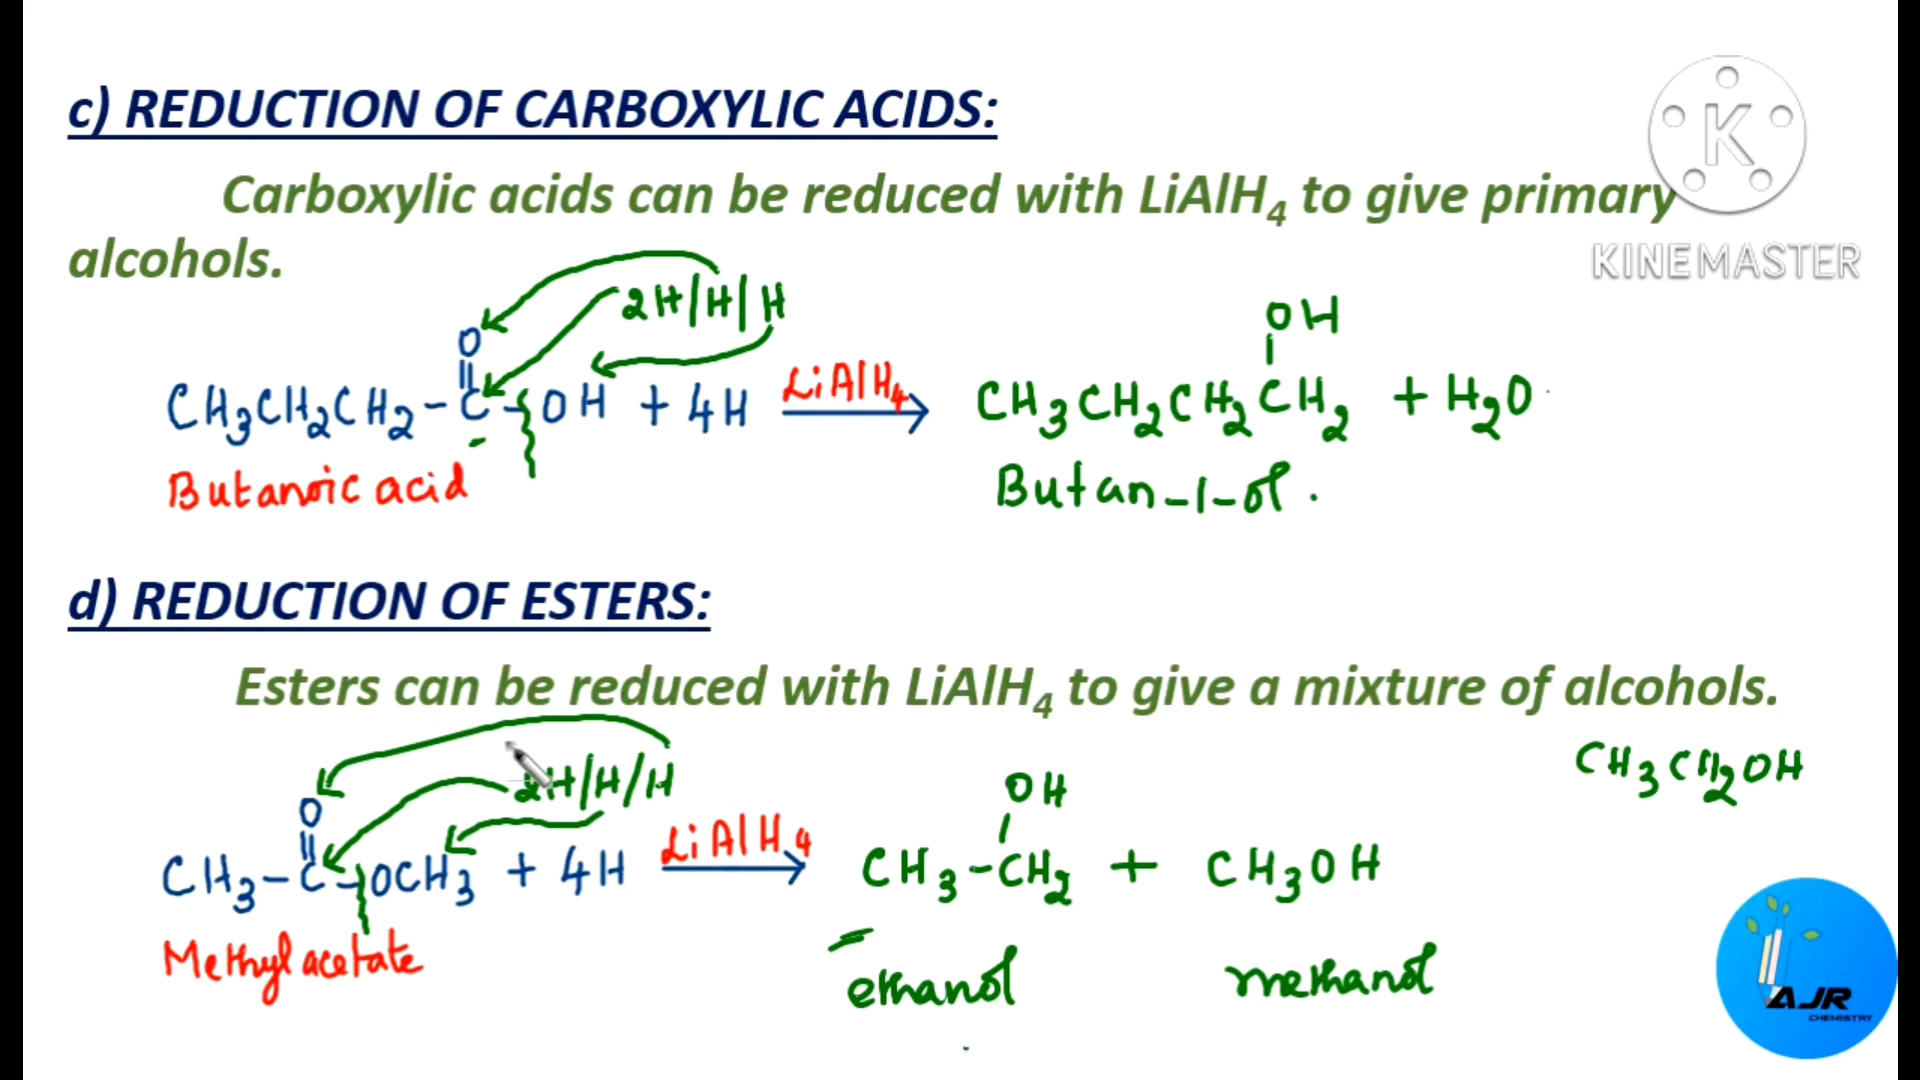 c) REDUCTION OF CARBOXYLIC ACIDS:
Carboxylic acids can be reduced with LiAlH₄ to give primary
alcohols.
K
KINEMASTER
2H/H/H
O
||
CH₃CH₂CH₂-C-OH + 4H
LiAlH₄
OH
CH₃CH₂CH₂CH₂ + H₂O
Butanoic acid
Butan-1-ol.
d) REDUCTION OF ESTERS:
Esters can be reduced with LiAlH₄ to give a mixture of alcohols.
CH₃CH₂OH
2H/H/H
O
||
CH₃-C-OCH₃ + 4H
LiAlH₄
OH
CH₃-CH₂ + CH₃OH
Methyl acetate
ethanol
methanol
AJR
CHEMISTRY